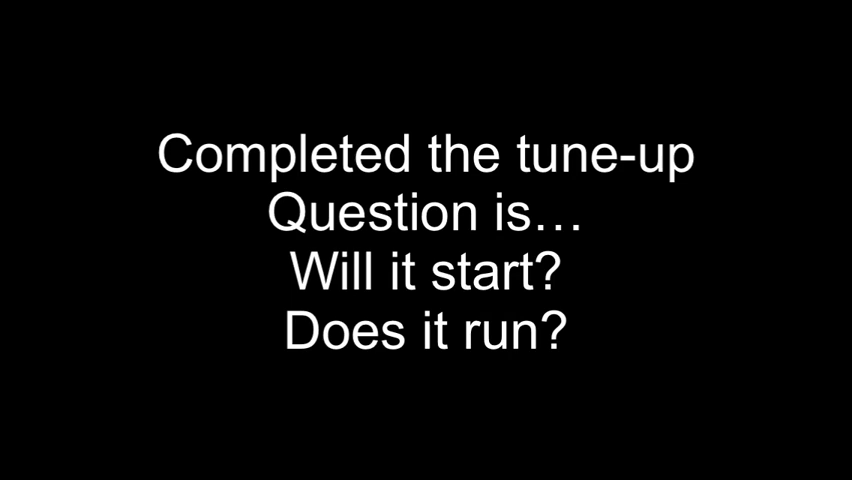 Completed the tune-up
Question is…
Will it start?
Does it run?